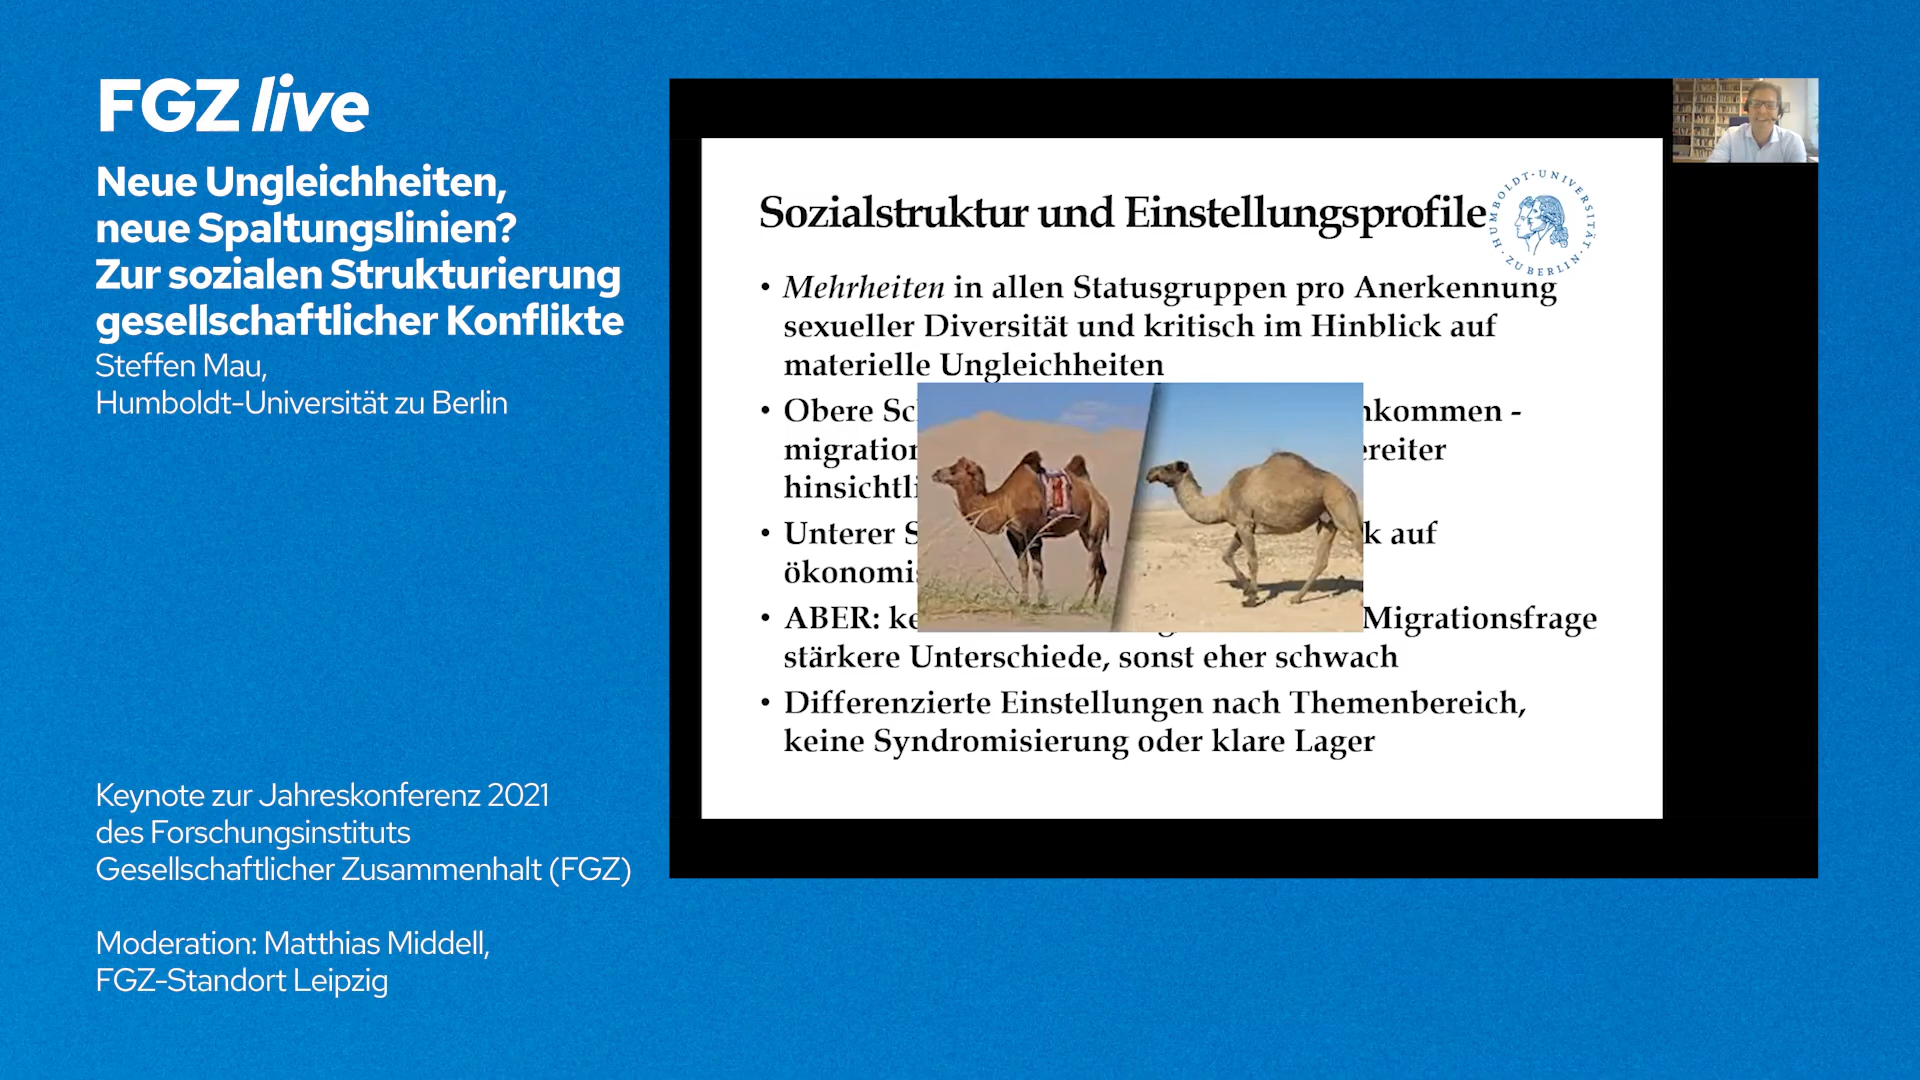 FGZ live
Neue Ungleichheiten,
neue Spaltungslinien?
Zur sozialen Strukturierung
gesellschaftlicher Konflikte
Steffen Mau,
Humboldt-Universität zu Berlin
Keynote zur Jahreskonferenz 2021
des Forschungsinstituts
Gesellschaftlicher Zusammenhalt (FGZ)
Moderation: Matthias Middell,
FGZ-Standort Leipzig
Sozialstruktur und Einstellungsprofile
HUMBOLDT-UNIVERSITÄT
ZU BERLIN
• Mehrheiten in allen Statusgruppen pro Anerkennung
sexueller Diversität und kritisch im Hinblick auf
materielle Ungleichheiten
• Obere
-
• Unterer
auf
• ABER: Migrationsfrage
stärkere Unterschiede, sonst eher schwach
• Differenzierte Einstellungen nach Themenbereich,
keine Syndromisierung oder klare Lager